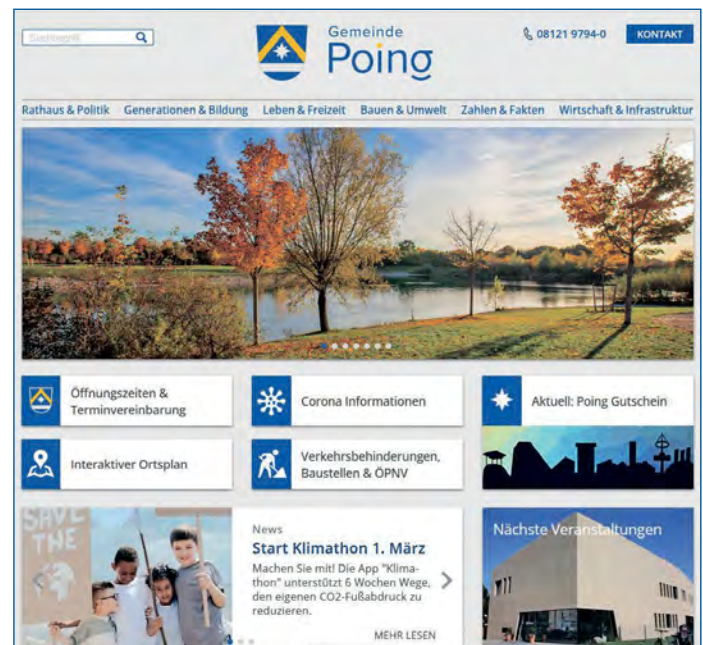 Suchbegriff
Gemeinde
Poing
08121 9794-0
KONTAKT
Rathaus & Politik Generationen & Bildung Leben & Freizeit Bauen & Umwelt Zahlen & Fakten Wirtschaft & Infrastruktur
Öffnungszeiten &
Terminvereinbarung
Corona Informationen
Aktuell: Poing Gutschein
Interaktiver Ortsplan
Verkehrsbehinderungen,
Baustellen & ÖPNV
SAVE
THE
News
Start Klimathon 1. März
Machen Sie mit! Die App "Klima-
thon" unterstützt 6 Wochen Wege,
den eigenen CO2-Fußabdruck zu
reduzieren.
MEHR LESEN
Nächste Veranstaltungen